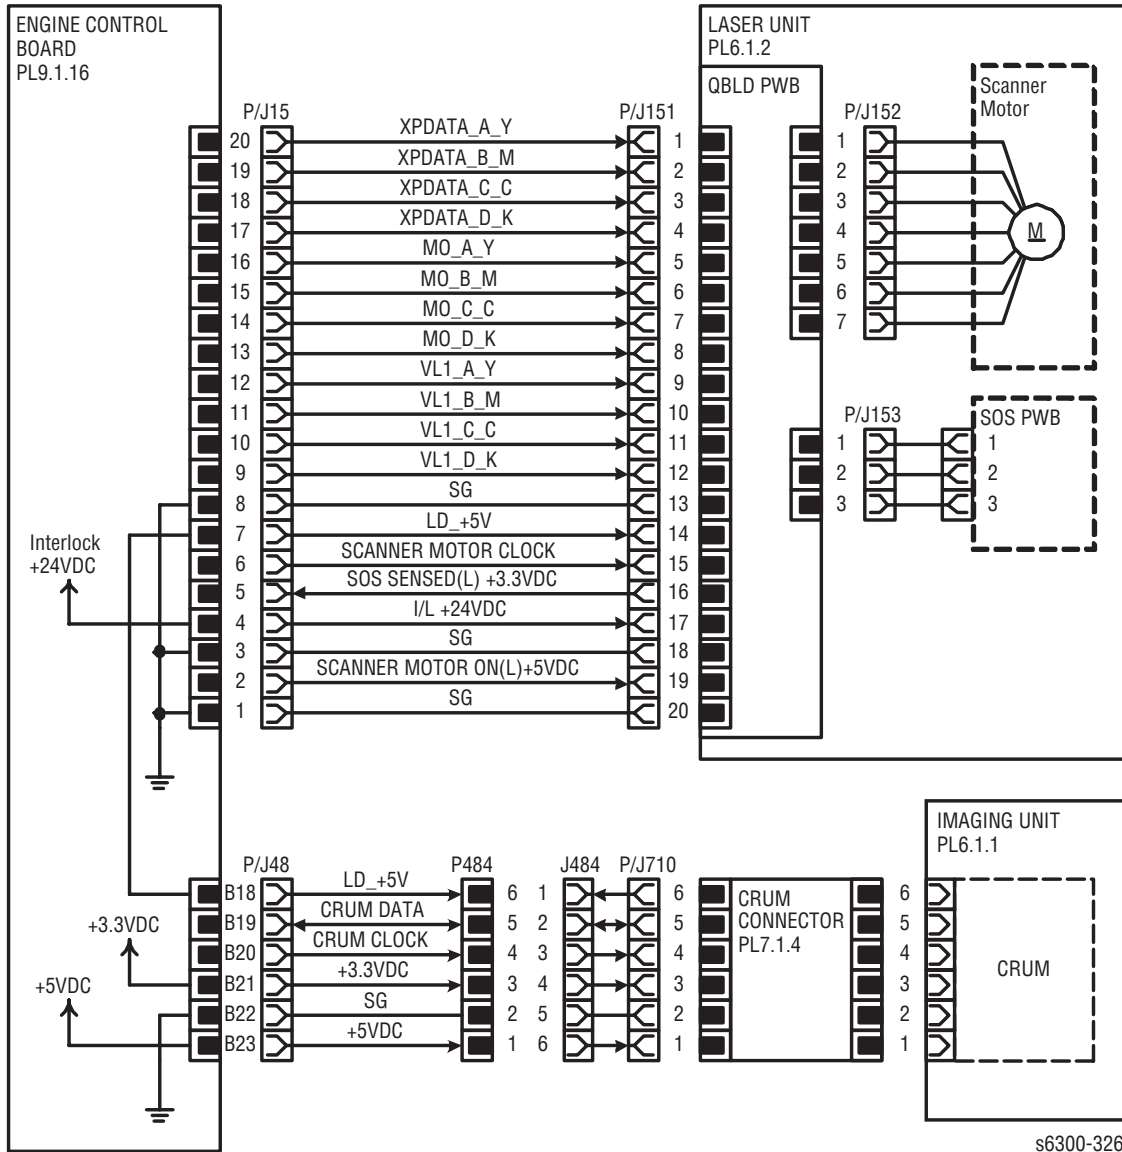 ENGINE CONTROL
BOARD
PL9.1.16
LASER UNIT
PL6.1.2
QBLD PWB
Scanner
Motor
P/J15
P/J151
P/J152
20 XPDATA_A_Y 1
19 XPDATA_B_M 2
18 XPDATA_C_C 3
17 XPDATA_D_K 4
16 MO_A_Y 5
15 MO_B_M 6
14 MO_C_C 7
13 MO_D_K 8
12 VL1_A_Y 9
11 VL1_B_M 10
10 VL1_C_C 11
9 VL1_D_K 12
8 SG 13
7 LD_+5V 14
6 SCANNER MOTOR CLOCK 15
5 SOS SENSED(L) +3.3VDC 16
4 I/L +24VDC 17
3 SG 18
2 SCANNER MOTOR ON(L)+5VDC 19
1 SG 20
1
2
3
4
5
6
7
M
P/J153
SOS PWB
1 1
2 2
3 3
Interlock
+24VDC
IMAGING UNIT
PL6.1.1
P/J48
P484
J484
P/J710
B18 LD_+5V 6 1 6
B19 CRUM DATA 5 2 5
B20 CRUM CLOCK 4 3 4
B21 +3.3VDC 3 4 3
B22 SG 2 5 2
B23 +5VDC 1 6 1
+3.3VDC
+5VDC
CRUM
CONNECTOR
PL7.1.4
6
5
4
3
2
1
CRUM
s6300-326